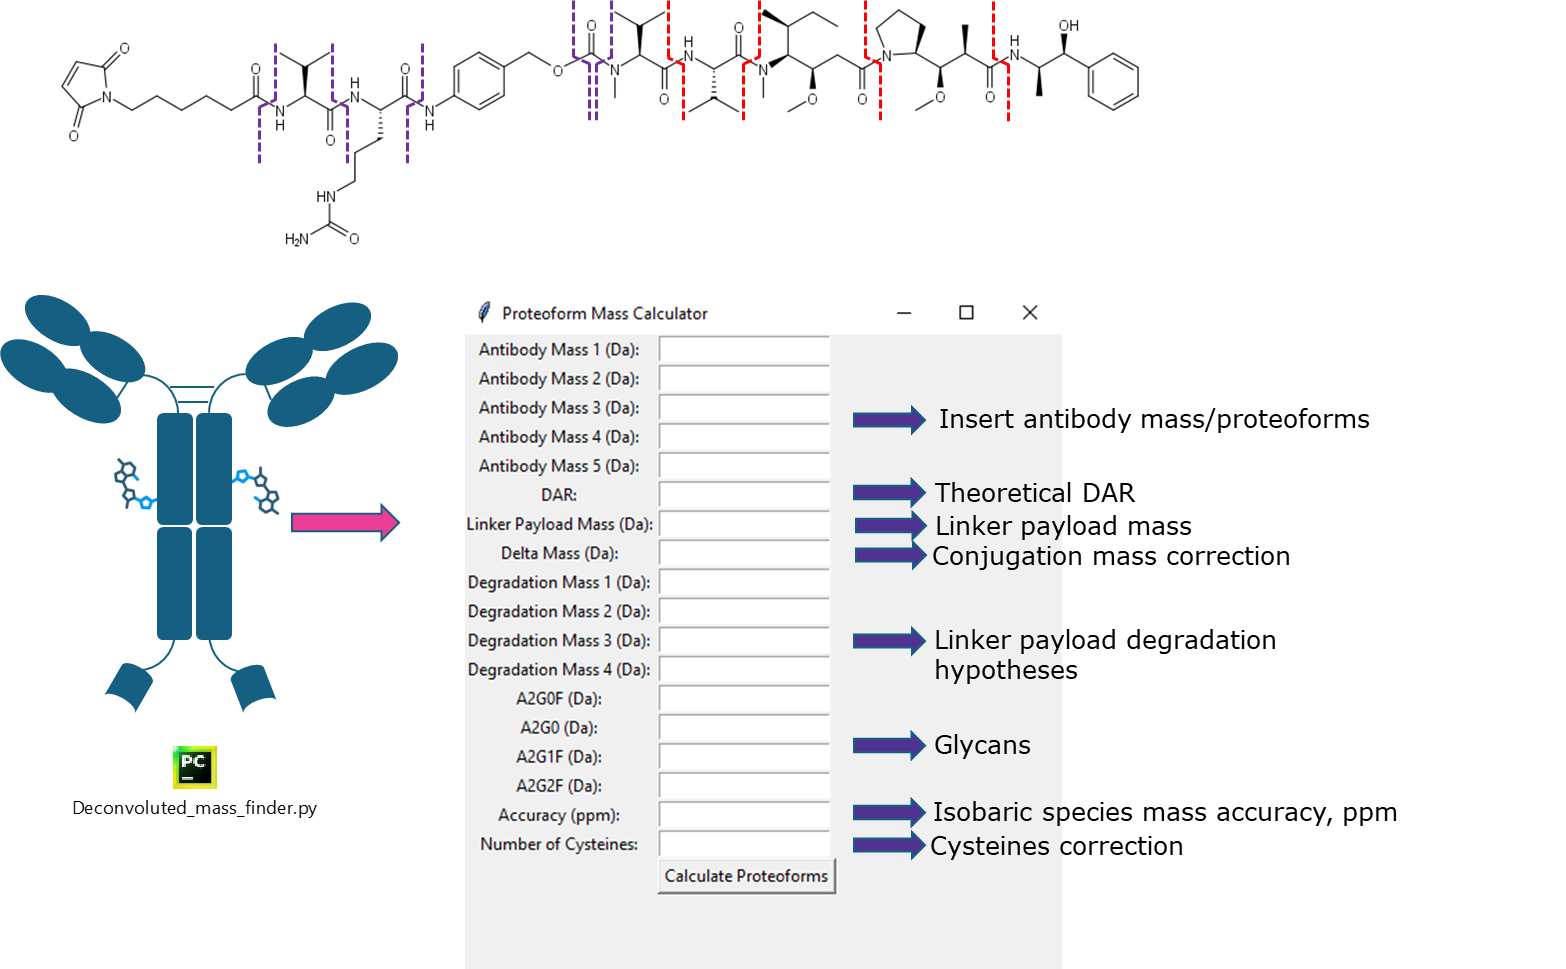 O
O
N
O
O
N
H
O
HN
O
HN
H₂N
O
O
N
H
O
O
N
O
H
N
O
N
O
O
N
O
O
H
N
OH
Proteoform Mass Calculator
Antibody Mass 1 (Da):
Antibody Mass 2 (Da):
Antibody Mass 3 (Da):
Antibody Mass 4 (Da):
Insert antibody mass/proteoforms
Antibody Mass 5 (Da):
DAR:
Theoretical DAR
Linker Payload Mass (Da):
Linker payload mass
Delta Mass (Da):
Conjugation mass correction
Degradation Mass 1 (Da):
Degradation Mass 2 (Da):
Degradation Mass 3 (Da):
Degradation Mass 4 (Da):
Linker payload degradation
hypotheses
A2G0F (Da):
A2G0 (Da):
A2G1F (Da):
A2G2F (Da):
Glycans
Accuracy (ppm):
Isobaric species mass accuracy, ppm
Number of Cysteines:
Cysteines correction
Calculate Proteoforms
PC
Deconvoluted_mass_finder.py